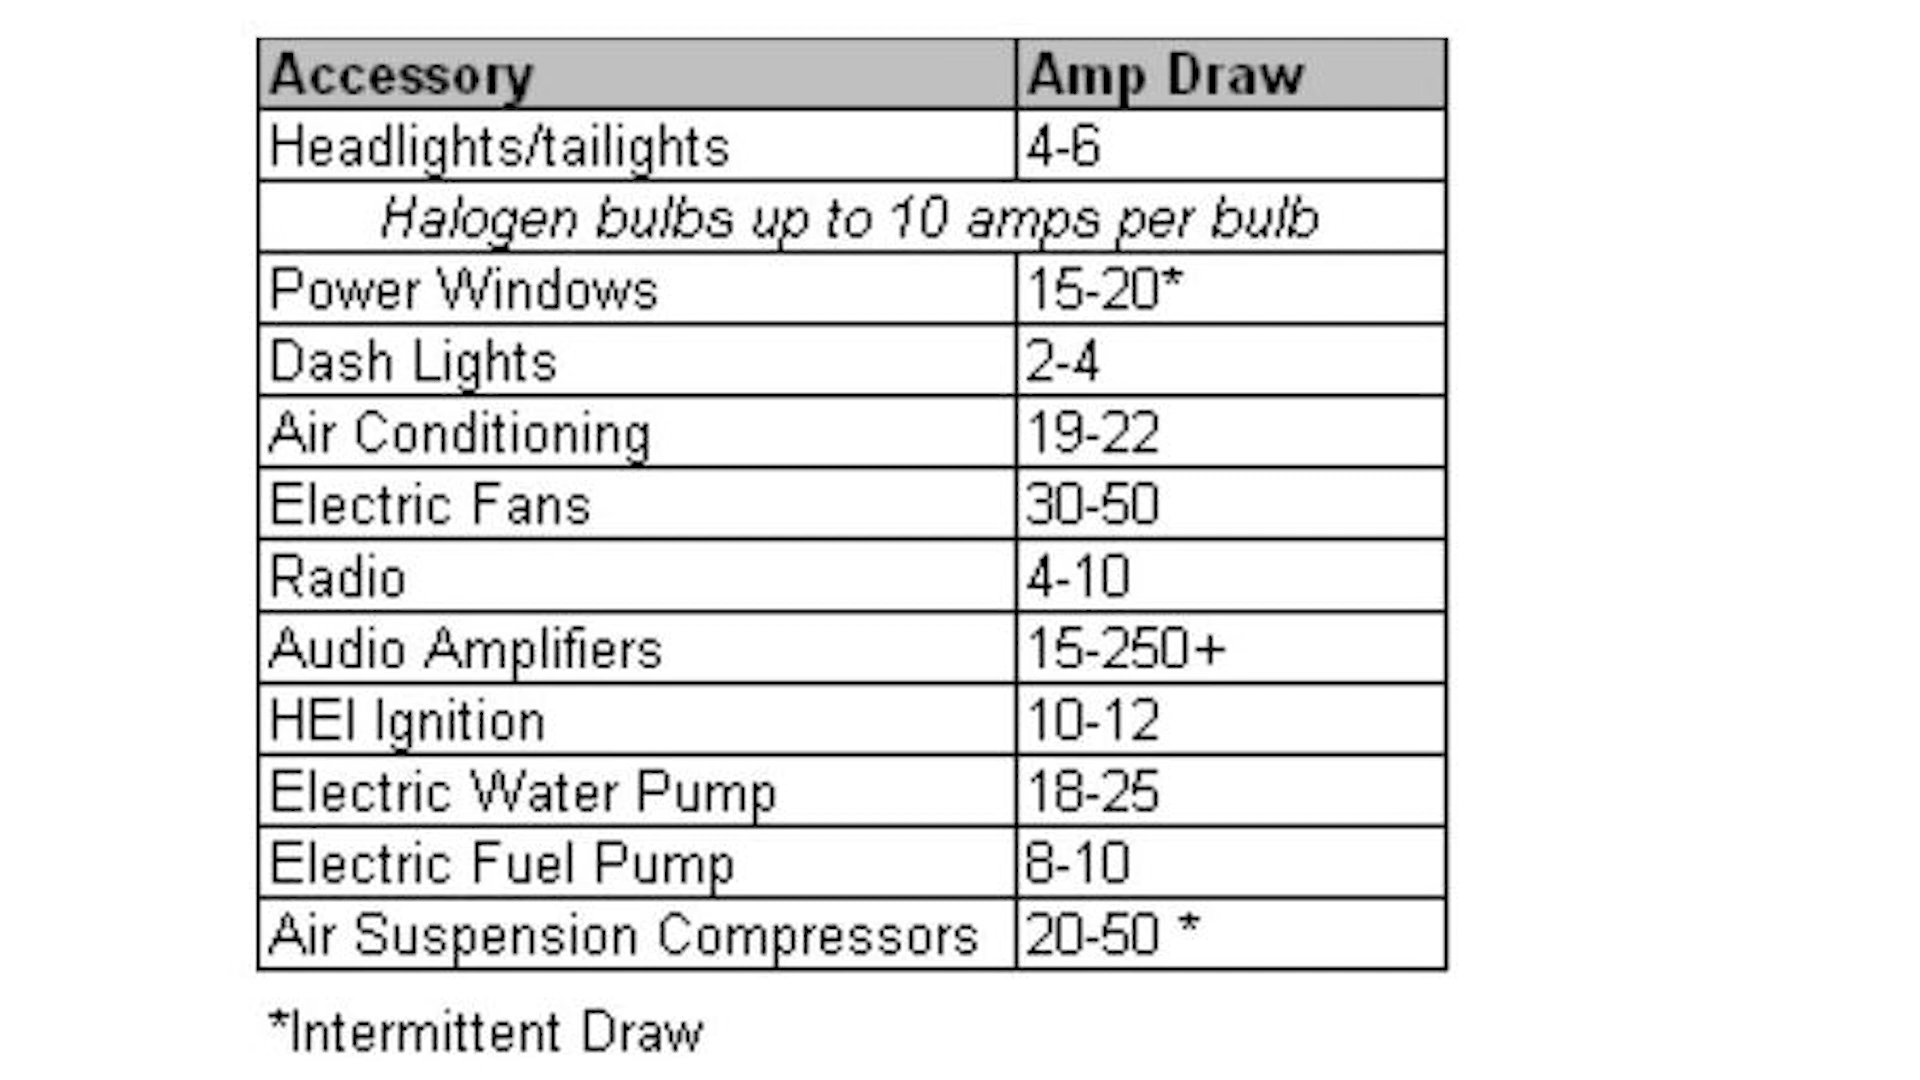 Accessory Amp Draw
Headlights/tailights 4-6
Halogen bulbs up to 10 amps per bulb
Power Windows 15-20*
Dash Lights 2-4
Air Conditioning 19-22
Electric Fans 30-50
Radio 4-10
Audio Amplifiers 15-250+
HEI Ignition 10-12
Electric Water Pump 18-25
Electric Fuel Pump 8-10
Air Suspension Compressors 20-50 *
*Intermittent Draw